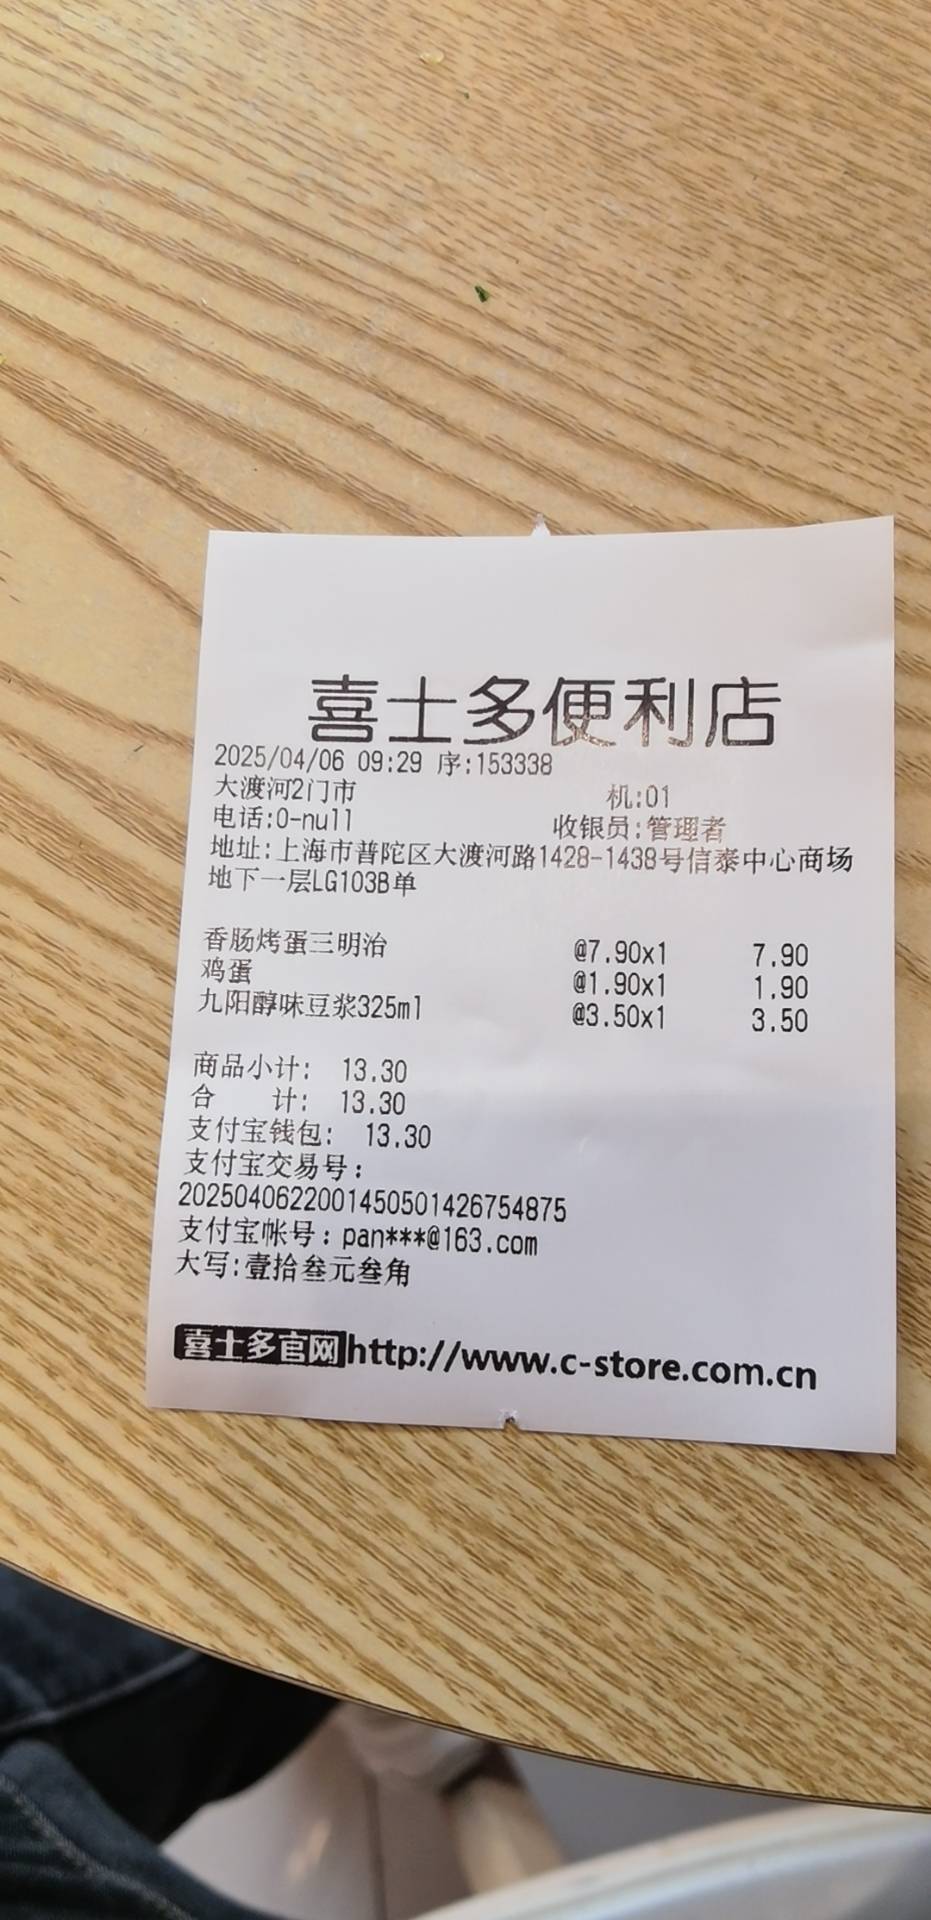 喜士多便利店
2025/04/06 09:29 序:153338
大渡河2门市 机:01
电话:0-null 收银员:管理者
地址:上海市普陀区大渡河路1428-1438号信泰中心商场
地下一层LG103B单
香肠烤蛋三明治 @7.90x1 7.90
鸡蛋 @1.90x1 1.90
九阳醇味豆浆325ml @3.50x1 3.50
商品小计: 13.30
合 计: 13.30
支付宝钱包: 13.30
支付宝交易号:
2025040622001450501426754875
支付宝帐号:pan***@163.com
大写:壹拾叁元叁角
喜士多官网http://www.c-store.com.cn